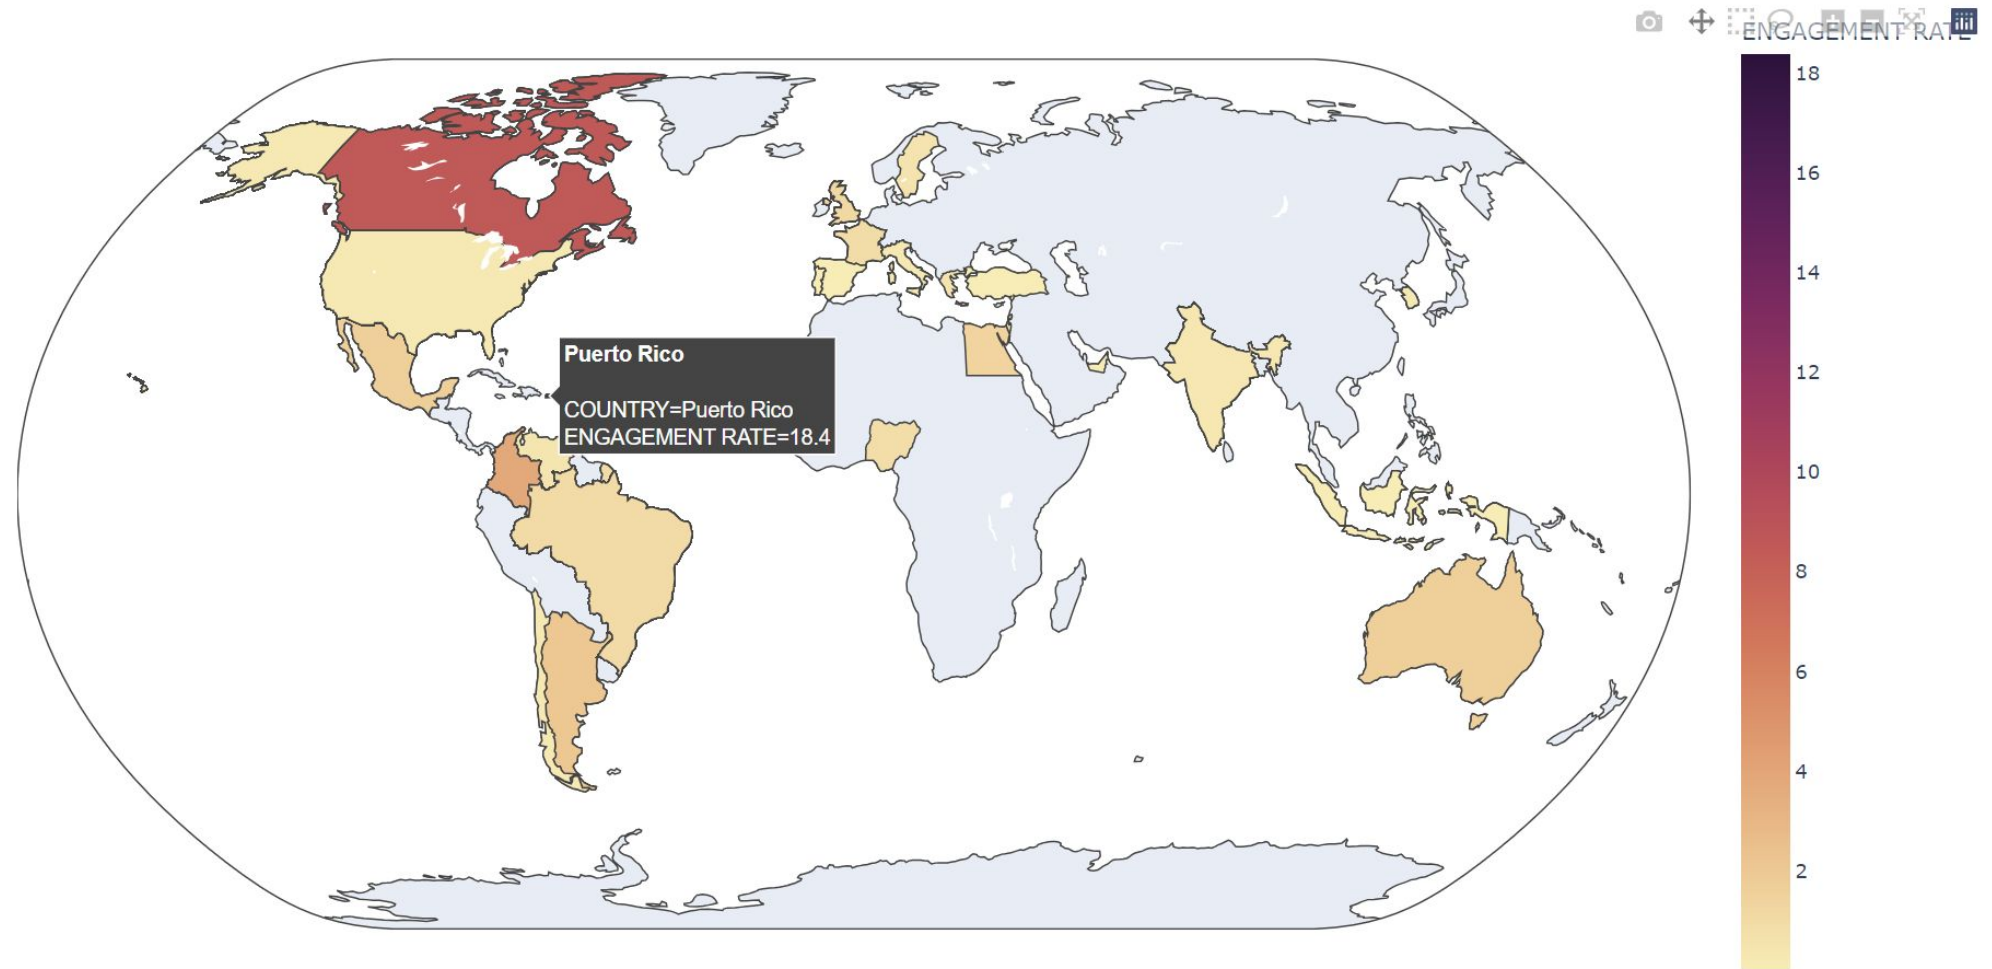 ENGAGEMENT RATE
18
16
14
12
10
8
6
4
2
Puerto Rico
COUNTRY=Puerto Rico
ENGAGEMENT RATE=18.4